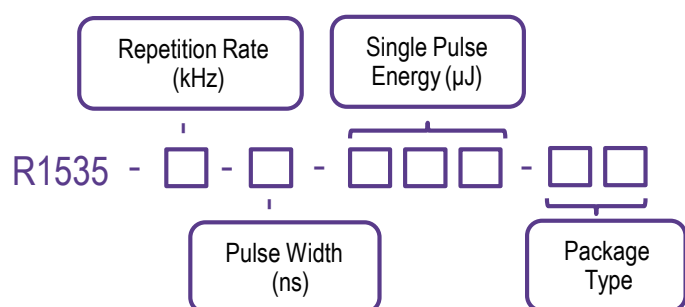 Repetition Rate
(kHz)
Single Pulse
Energy (µJ)
R1535 - - - -
Pulse Width
(ns)
Package
Type